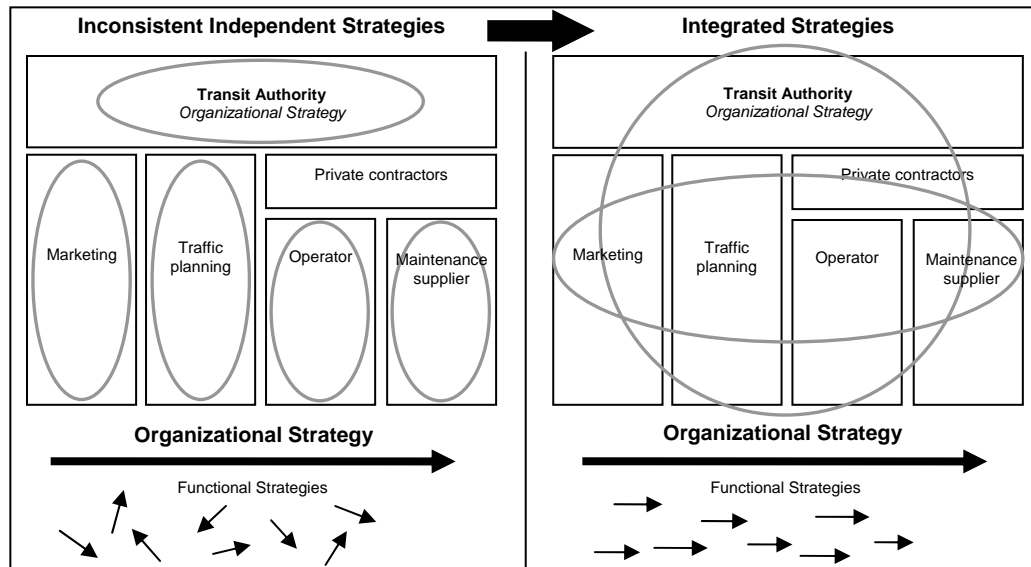 Inconsistent Independent Strategies
Transit Authority
Organizational Strategy
Private contractors
Marketing
Traffic
planning
Operator
Maintenance
supplier
Organizational Strategy
Functional Strategies
Integrated Strategies
Transit Authority
Organizational Strategy
Private contractors
Marketing
Traffic
planning
Operator
Maintenance
supplier
Organizational Strategy
Functional Strategies